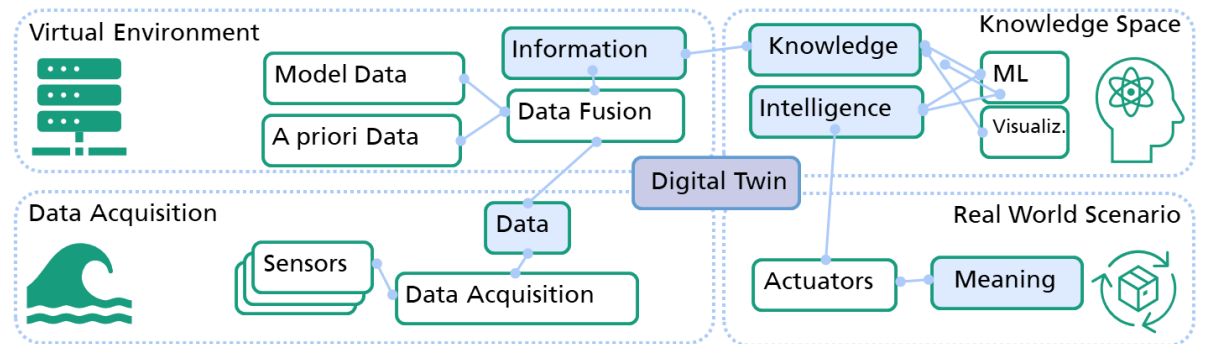 Virtual Environment
Model Data
A priori Data
Information
Data Fusion
Knowledge Space
Knowledge
Intelligence
ML
Visualiz.
Digital Twin
Data Acquisition
Sensors
Data
Data Acquisition
Real World Scenario
Actuators
Meaning